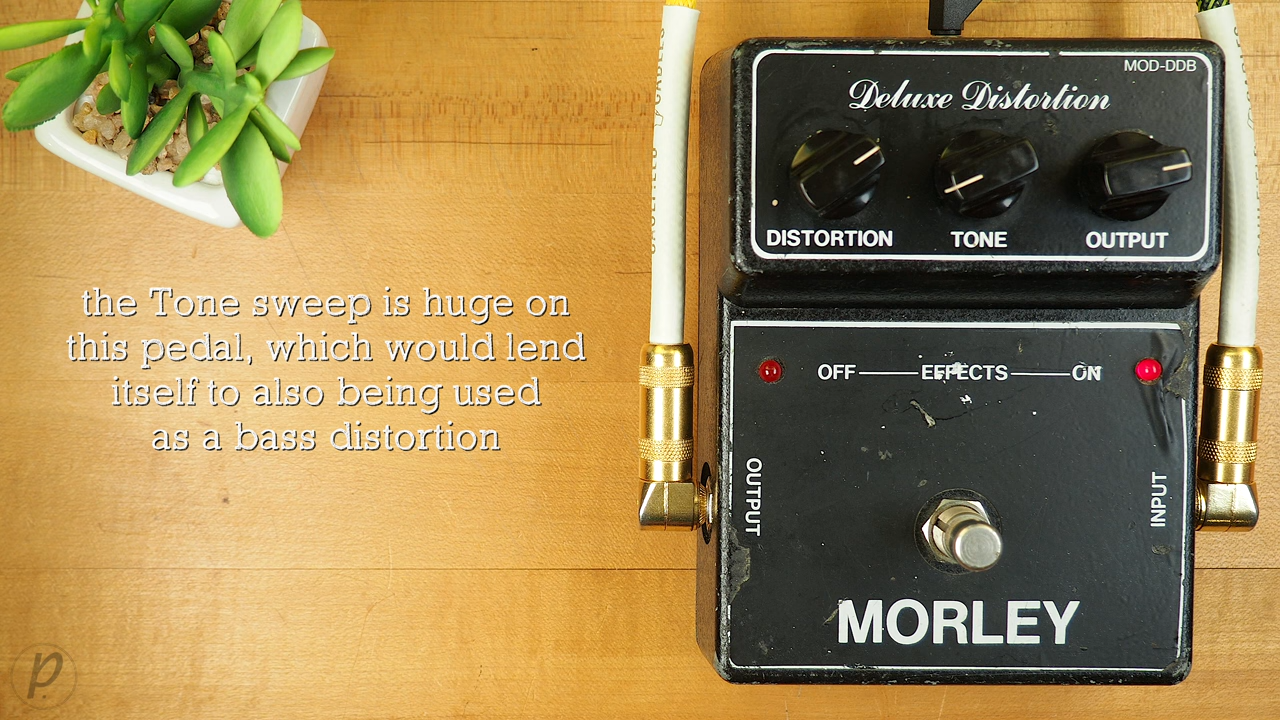 MOD-DDB
Deluxe Distortion
DISTORTION TONE OUTPUT
the Tone sweep is huge on
this pedal, which would lend
itself to also being used
as a bass distortion
OFF EFFECTS ON
OUTPUT
INPUT
MORLEY
p